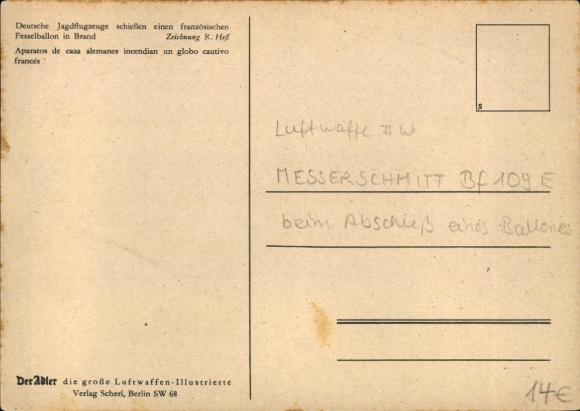 Deutsche Jagdflugzeuge schießen einen französischen
Fesselballon in Brand Zeichnung R. Heß
Aparatos de caza alemanes incendian un globo cautivo
francés
S
Luftwaffe II W
MESSERSCHMITT Bf 109 E
beim Abschieß eines Ballones
Der Adler die große Luftwaffen-Illustrierte
Verlag Scherl, Berlin SW 68
14€